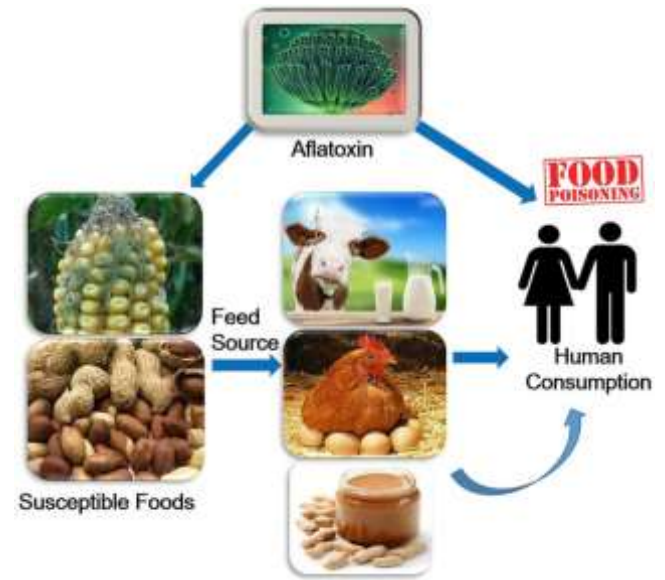 Aflatoxin
FOOD
POISONING
Feed
Source
Human
Consumption
Susceptible Foods